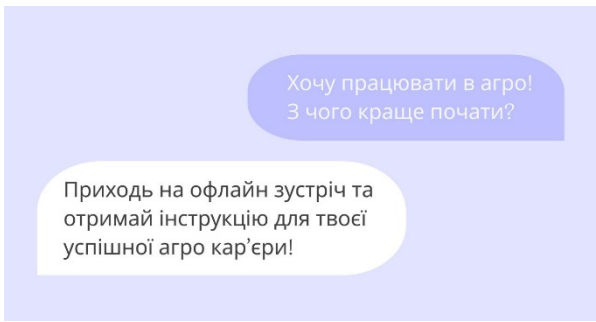 Хочу працювати в агро!
З чого краще почати?
Приходь на офлайн зустріч та
отримай інструкцію для твоєї
успішної агро кар’єри!